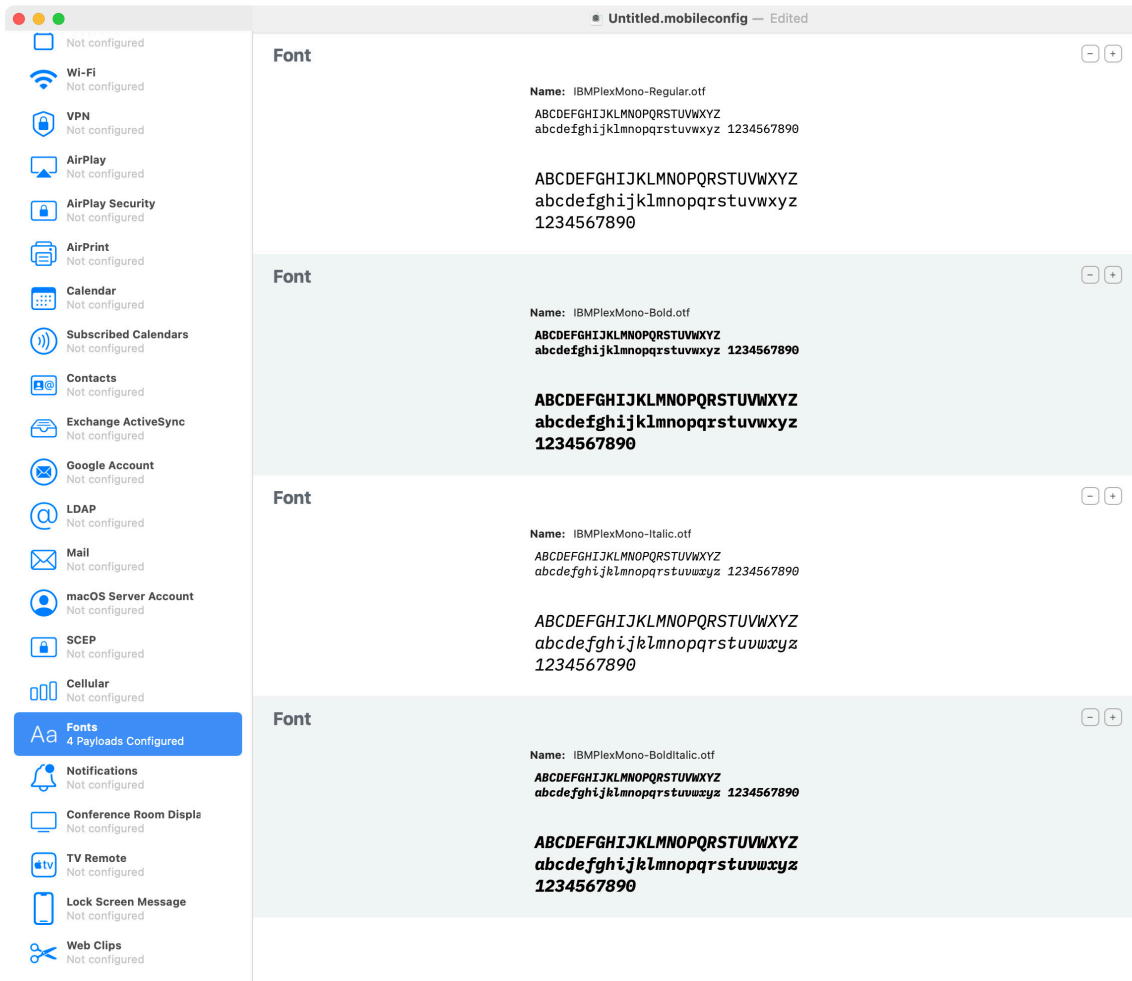 Untitled.mobileconfig — Edited
Not configured
Wi-Fi
Not configured
VPN
Not configured
AirPlay
Not configured
AirPlay Security
Not configured
AirPrint
Not configured
Calendar
Not configured
Subscribed Calendars
Not configured
Contacts
Not configured
Exchange ActiveSync
Not configured
Google Account
Not configured
LDAP
Not configured
Mail
Not configured
macOS Server Account
Not configured
SCEP
Not configured
Cellular
Not configured
Aa
Fonts
4 Payloads Configured
Notifications
Not configured
Conference Room Displa
Not configured
tv
TV Remote
Not configured
Lock Screen Message
Not configured
Web Clips
Not configured
Font
Name: IBMPlexMono-Regular.otf
ABCDEFGHIJKLMNOPQRSTUVWXYZ
abcdefghijklmnopqrstuvwxyz 1234567890
ABCDEFGHIJKLMNOPQRSTUVWXYZ
abcdefghijklmnopqrstuvwxyz
1234567890
Font
Name: IBMPlexMono-Bold.otf
ABCDEFGHIJKLMNOPQRSTUVWXYZ
abcdefghijklmnopqrstuvwxyz 1234567890
ABCDEFGHIJKLMNOPQRSTUVWXYZ
abcdefghijklmnopqrstuvwxyz
1234567890
Font
Name: IBMPlexMono-Italic.otf
ABCDEFGHIJKLMNOPQRSTUVWXYZ
abcdefghijklmnopqrstuvwxyz 1234567890
ABCDEFGHIJKLMNOPQRSTUVWXYZ
abcdefghijklmnopqrstuvwxyz
1234567890
Font
Name: IBMPlexMono-BoldItalic.otf
ABCDEFGHIJKLMNOPQRSTUVWXYZ
abcdefghijklmnopqrstuvwxyz 1234567890
ABCDEFGHIJKLMNOPQRSTUVWXYZ
abcdefghijklmnopqrstuvwxyz
1234567890